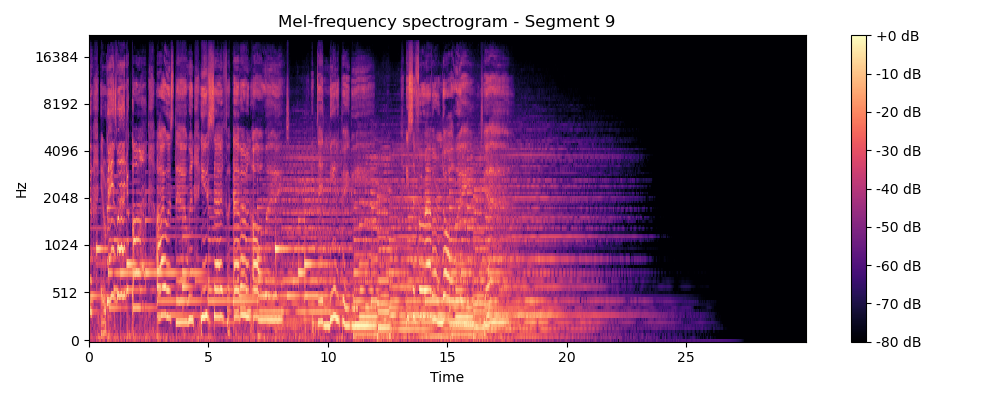 Mel-frequency spectrogram - Segment 9
Hz
16384
8192
4096
2048
1024
512
0
0 5 10 15 20 25
Time
+0 dB
-10 dB
-20 dB
-30 dB
-40 dB
-50 dB
-60 dB
-70 dB
-80 dB